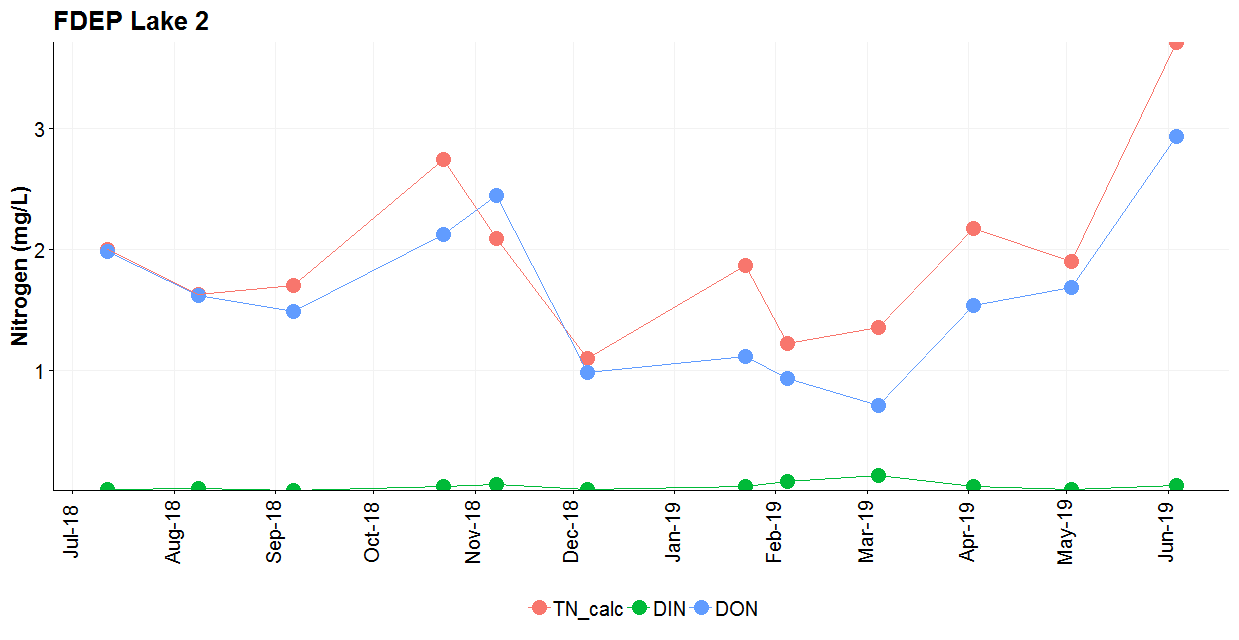 FDEP Lake 2
Nitrogen (mg/L)
3
2
1
Jul-18 Aug-18 Sep-18 Oct-18 Nov-18 Dec-18 Jan-19 Feb-19 Mar-19 Apr-19 May-19 Jun-19
TN_calc DIN DON